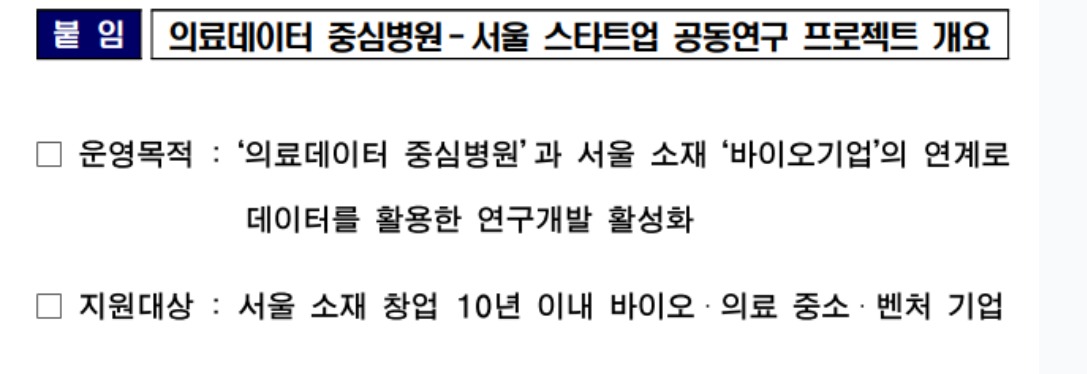 붙 임 의료데이터 중심병원 - 서울 스타트업 공동연구 프로젝트 개요
□ 운영목적 : ‘의료데이터 중심병원’과 서울 소재 ‘바이오기업’의 연계로
데이터를 활용한 연구개발 활성화
□ 지원대상 : 서울 소재 창업 10년 이내 바이오·의료 중소·벤처 기업